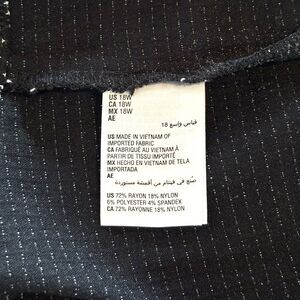 US 18W
CA 18W
MX 18W
AE
قياس واسع 18
US MADE IN VIETNAM OF
IMPORTED FABRIC
CA FABRIQUÉ AU VIETNAM À
PARTIR DE TISSU IMPORTÉ
MX HECHO EN VIETNAM DE TELA
IMPORTADA
AE
صُنع في فيتنام من أقمشة مستوردة
US 72% RAYON 18% NYLON
6% POLYESTER 4% SPANDEX
CA 72% RAYONNE 18% NYLON